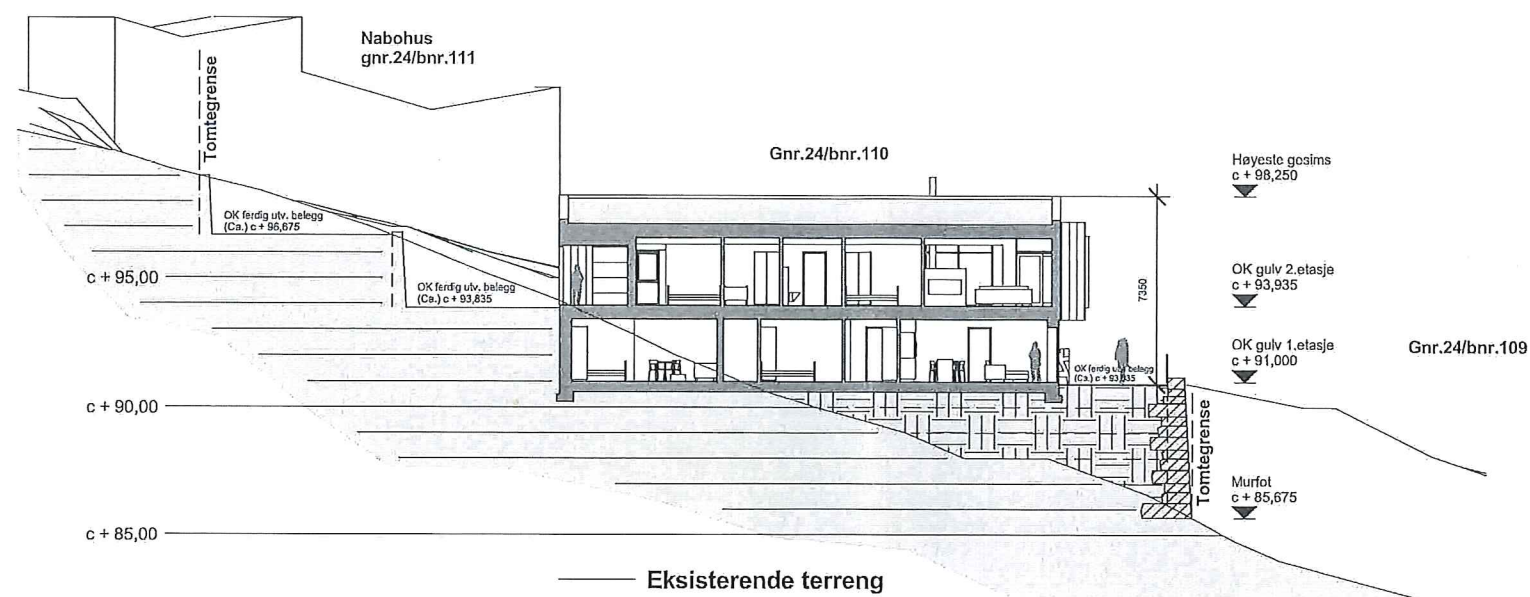 Nabohus
gnr.24/bnr.111
Tomtegrense
Gnr.24/bnr.110
Høyeste gesims
c + 98,250
OK ferdig utv. belegg
(Ca.) c + 96,675
c + 95,00
OK ferdig utv. belegg
(Ca.) c + 93,835
7350
OK gulv 2.etasje
c + 93,935
OK gulv 1.etasje
c + 91,000
Gnr.24/bnr.109
OK ferdig utv. belegg
(Ca.) c + 93,835
c + 90,00
Tomtegrense
Murfot
c + 85,675
c + 85,00
Eksisterende terreng